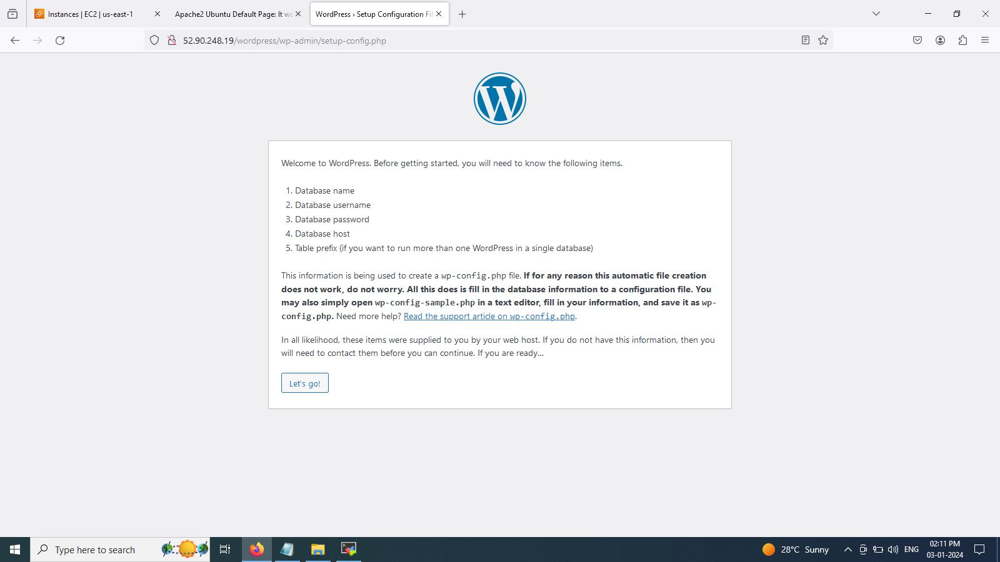 Instances | EC2 | us-east-1
Apache2 Ubuntu Default Page: It wo
WordPress › Setup Configuration Fil
52.90.248.19/wordpress/wp-admin/setup-config.php
Welcome to WordPress. Before getting started, you will need to know the following items.
1. Database name
2. Database username
3. Database password
4. Database host
5. Table prefix (if you want to run more than one WordPress in a single database)
This information is being used to create a wp-config.php file. If for any reason this automatic file creation
does not work, do not worry. All this does is fill in the database information to a configuration file. You
may also simply open wp-config-sample.php in a text editor, fill in your information, and save it as wp-
config.php. Need more help? Read the support article on wp-config.php.
In all likelihood, these items were supplied to you by your web host. If you do not have this information, then you
will need to contact them before you can continue. If you are ready…
Let's go!
Type here to search
28°C Sunny
ENG
02:11 PM
03-01-2024